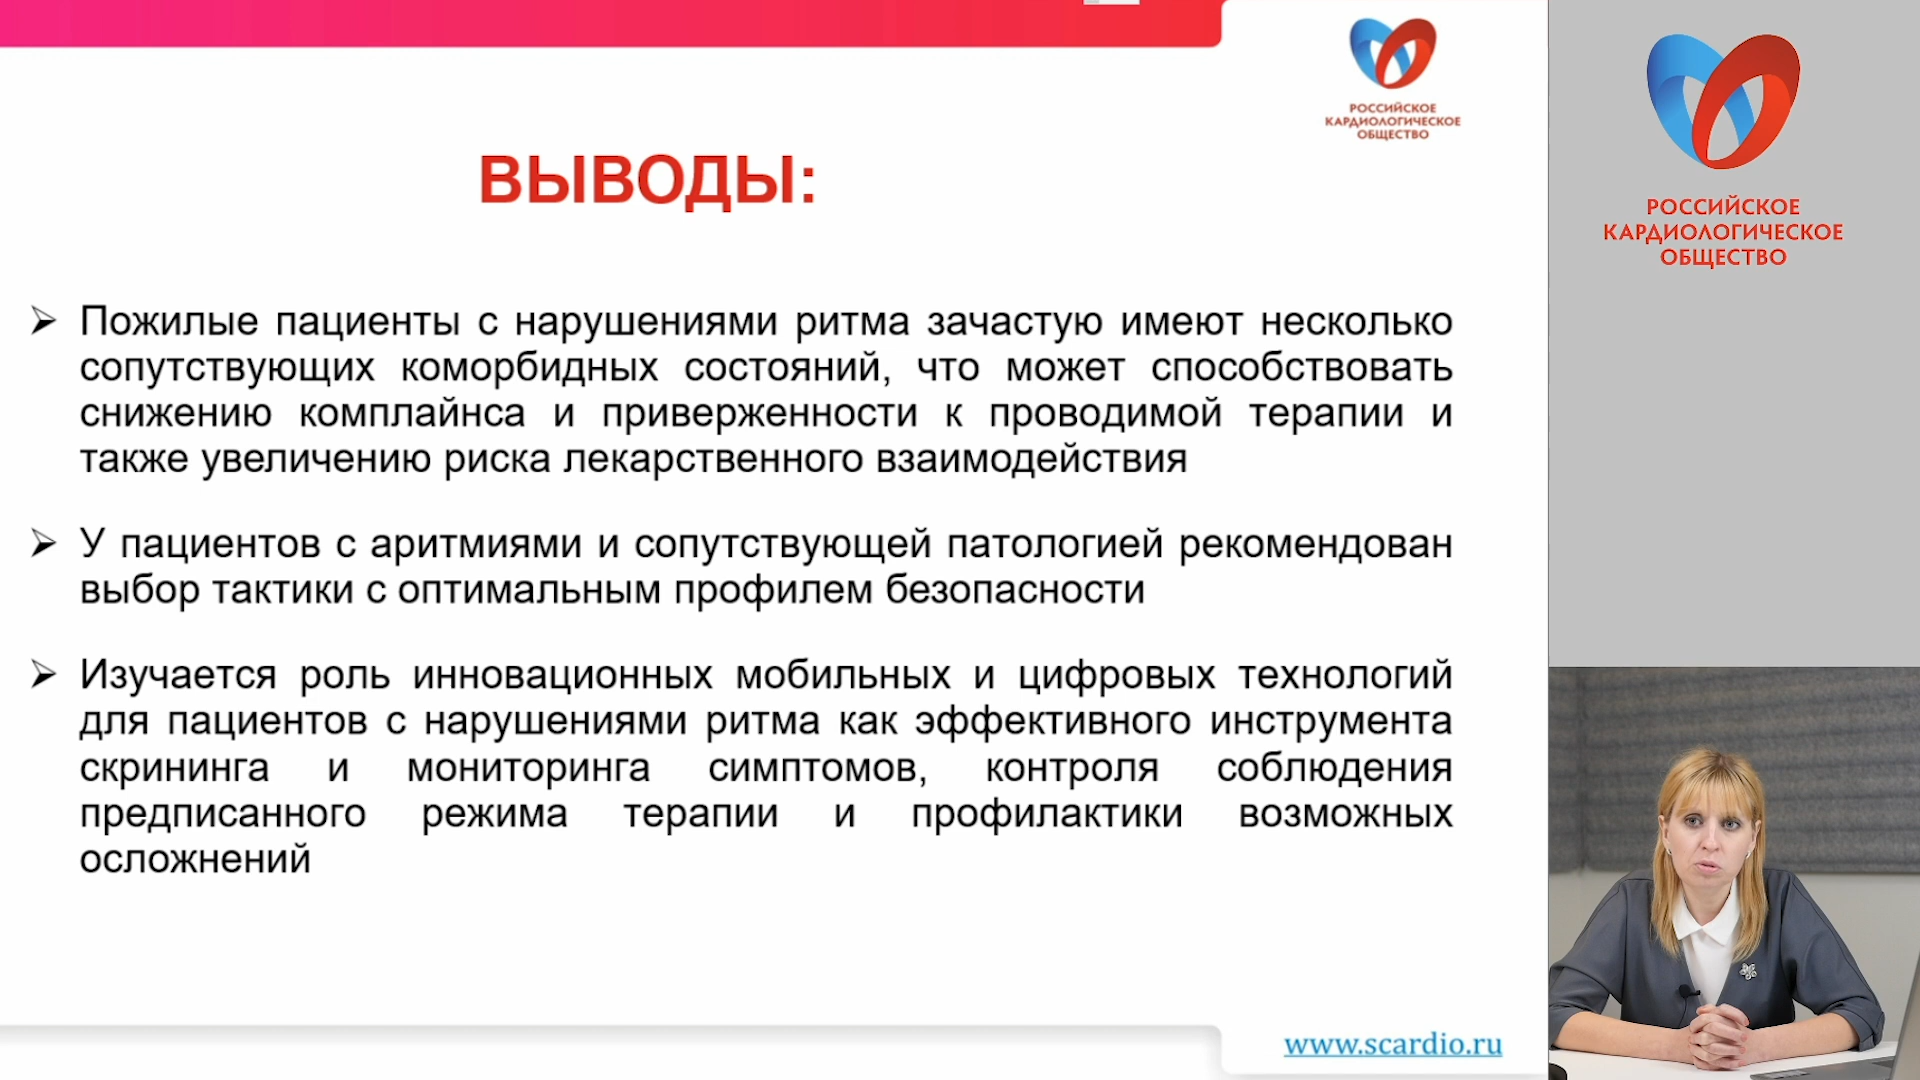 РОССИЙСКОЕ
КАРДИОЛОГИЧЕСКОЕ
ОБЩЕСТВО
ВЫВОДЫ:
➢ Пожилые пациенты с нарушениями ритма зачастую имеют несколько
сопутствующих коморбидных состояний, что может способствовать
снижению комплайнса и приверженности к проводимой терапии и
также увеличению риска лекарственного взаимодействия
➢ У пациентов с аритмиями и сопутствующей патологией рекомендован
выбор тактики с оптимальным профилем безопасности
➢ Изучается роль инновационных мобильных и цифровых технологий
для пациентов с нарушениями ритма как эффективного инструмента
скрининга и мониторинга симптомов, контроля соблюдения
предписанного режима терапии и профилактики возможных
осложнений
www.scardio.ru
РОССИЙСКОЕ
КАРДИОЛОГИЧЕСКОЕ
ОБЩЕСТВО